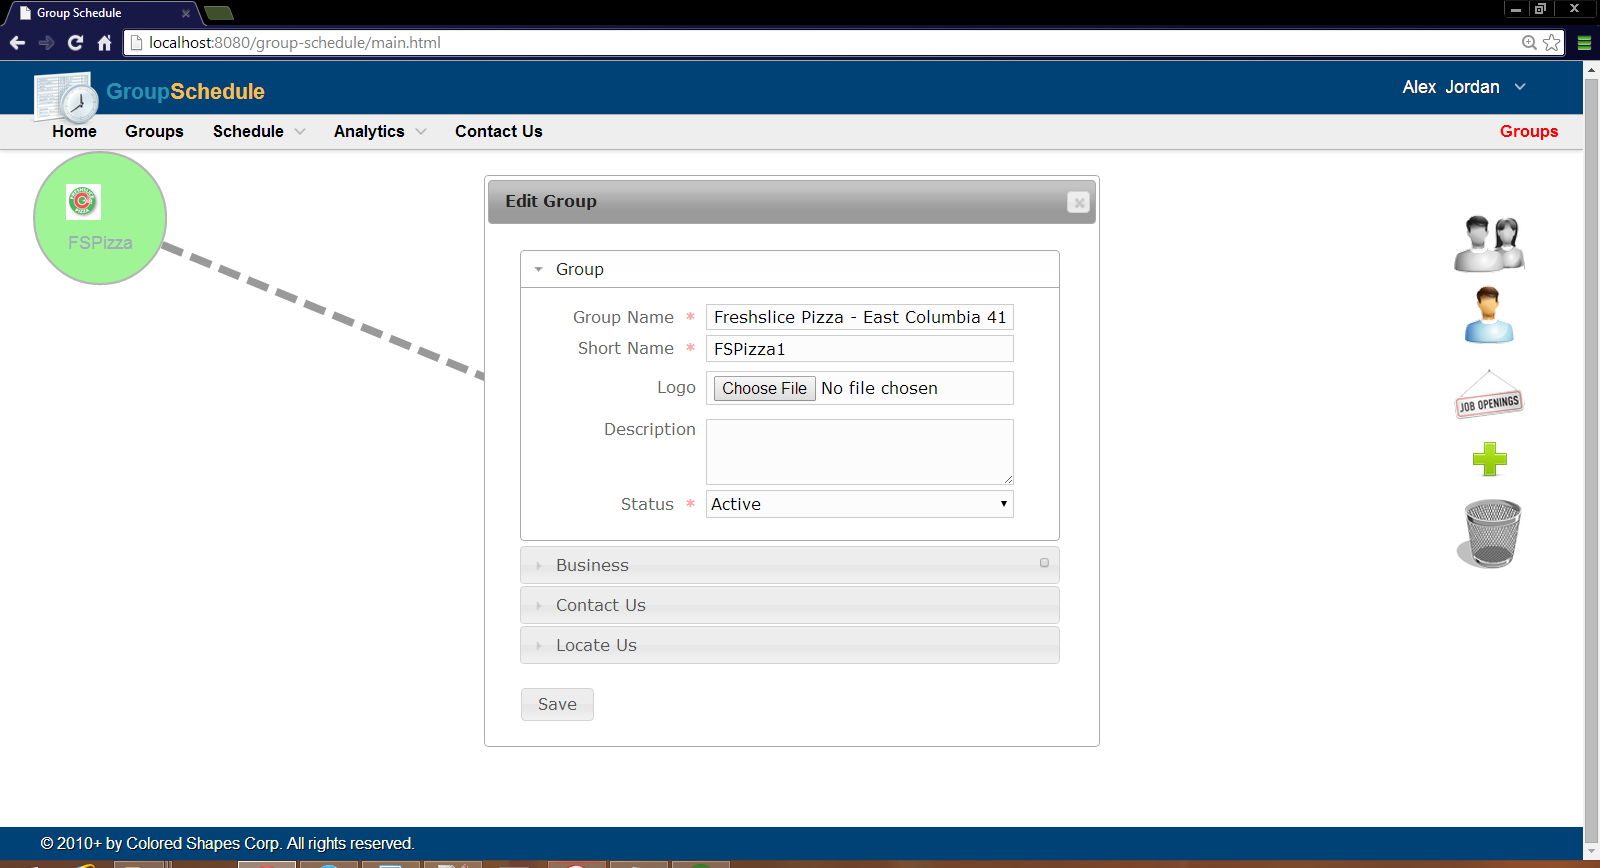 Group Schedule
localhost:8080/group-schedule/main.html
GroupSchedule
Alex Jordan
Home Groups Schedule Analytics Contact Us Groups
FRESHSLICE
PIZZA
FSPizza
Edit Group
Group
Group Name * Freshslice Pizza - East Columbia 41
Short Name * FSPizza1
Logo Choose File No file chosen
Description
Status * Active
Business
Contact Us
Locate Us
Save
JOB OPENINGS
© 2010+ by Colored Shapes Corp. All rights reserved.